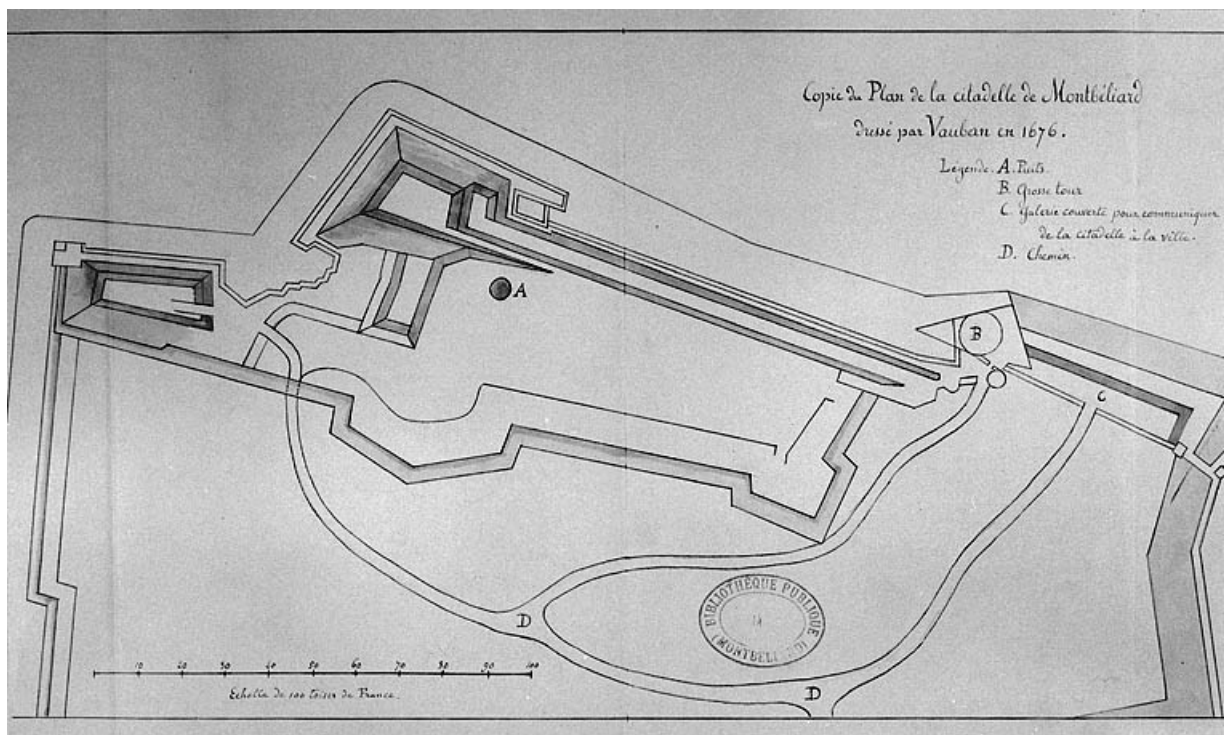 Copie du Plan de la citadelle de Montbéliard
dressé par Vauban en 1676.
Légende. A. Puits.
B. Grosse tour
C. Galerie couverte pour communiquer
de la citadelle à la ville.
D. Chemin.
A
B
C
D
D
BIBLIOTHÈQUE PUBLIQUE
(MONTBÉLIARD)
10 20 30 40 50 60 70 80 90 100
Echelle de 100 toises de France.